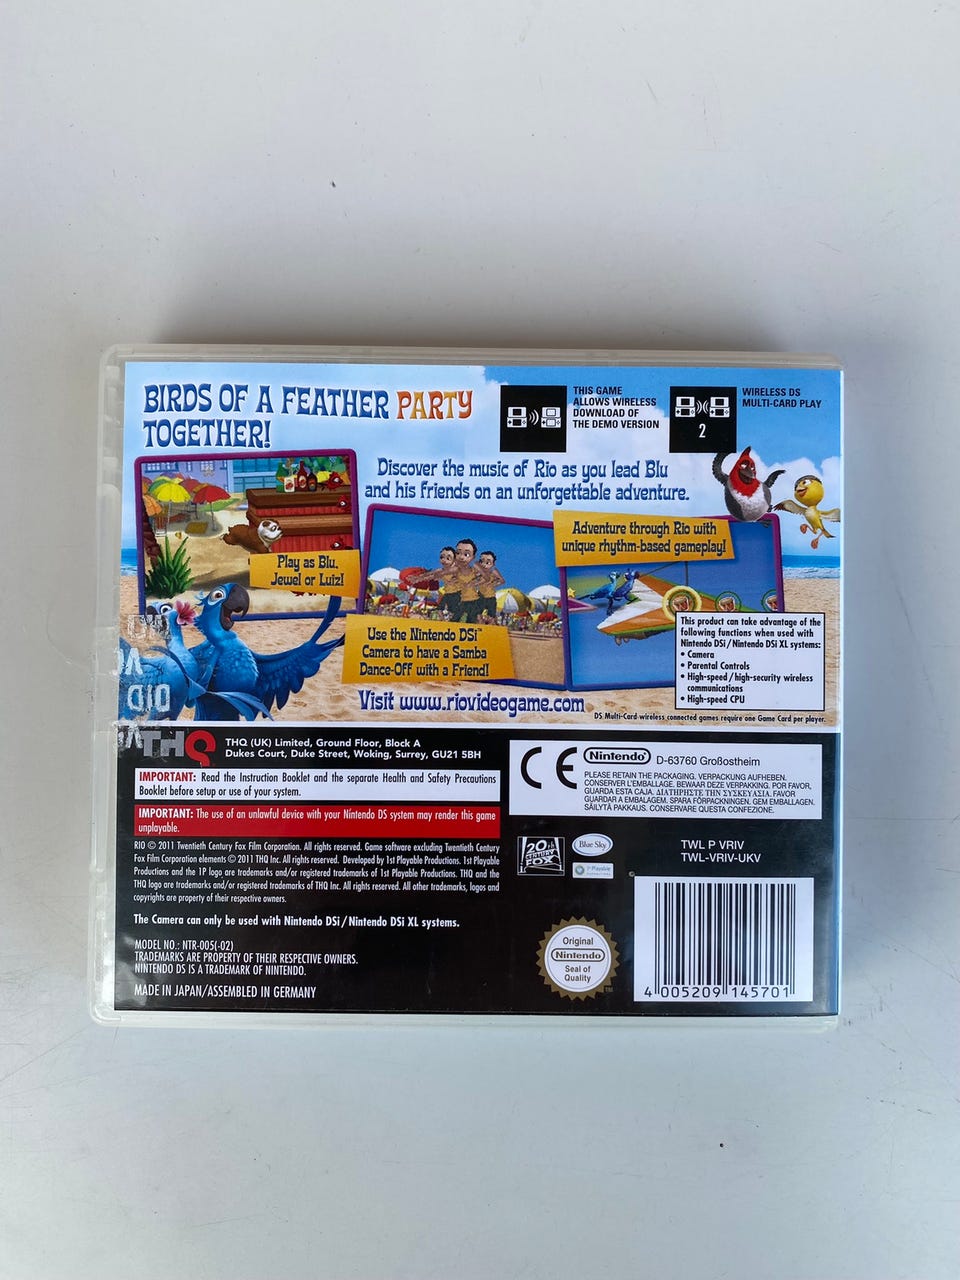 BIRDS OF A FEATHER PARTY
TOGETHER!
THIS GAME
ALLOWS WIRELESS
DOWNLOAD OF
THE DEMO VERSION
WIRELESS DS
MULTI-CARD PLAY
2
Discover the music of Rio as you lead Blu
and his friends on an unforgettable adventure.
Play as Blu,
Jewel or Luiz!
Adventure through Rio with
unique rhythm-based gameplay!
Use the Nintendo DSi™
Camera to have a Samba
Dance-Off with a Friend!
This product can take advantage of the
following functions when used with
Nintendo DSi/Nintendo DSi XL systems:
• Camera
• Parental Controls
• High-speed/high-security wireless
communications
• High-speed CPU
Visit www.riovideogame.com
DS Multi-Card wireless connected games require one Game Card per player.
THQ
THQ (UK) Limited, Ground Floor, Block A
Dukes Court, Duke Street, Woking, Surrey, GU21 5BH
IMPORTANT: Read the Instruction Booklet and the separate Health and Safety Precautions
Booklet before setup or use of your system.
IMPORTANT: The use of an unlawful device with your Nintendo DS system may render this game
unplayable.
RIO © 2011 Twentieth Century Fox Film Corporation. All rights reserved. Game software excluding Twentieth Century
Fox Film Corporation elements © 2011 THQ Inc. All rights reserved. Developed by 1st Playable Productions. 1st Playable
Productions and the 1P logo are trademarks and/or registered trademarks of 1st Playable Productions. THQ and the
THQ logo are trademarks and/or registered trademarks of THQ Inc. All rights reserved. All other trademarks, logos and
copyrights are property of their respective owners.
The Camera can only be used with Nintendo DSi/Nintendo DSi XL systems.
MODEL NO.: NTR-005(-02)
TRADEMARKS ARE PROPERTY OF THEIR RESPECTIVE OWNERS.
NINTENDO DS IS A TRADEMARK OF NINTENDO.
MADE IN JAPAN/ASSEMBLED IN GERMANY
CE
Nintendo® D-63760 Großostheim
PLEASE RETAIN THE PACKAGING. VERPACKUNG AUFHEBEN.
CONSERVER L'EMBALLAGE. BEWAAR DEZE VERPAKKING. POR FAVOR,
GUARDA ESTA CAJA. ΔΙΑΤΗΡΗΣΤΕ ΤΗΝ ΣΥΣΚΕΥΑΣΙΑ. FAVOR
GUARDAR A EMBALAGEM. SPARA FÖRPACKNINGEN. GEM EMBALLAGEN.
SÄILYTÄ PAKKAUS. CONSERVARE QUESTA CONFEZIONE.
20th
CENTURY
FOX
Blue Sky
1st Playable
TWL P VRIV
TWL-VRIV-UKV
Original
Nintendo
Seal of
Quality
TM
4 005209 145701